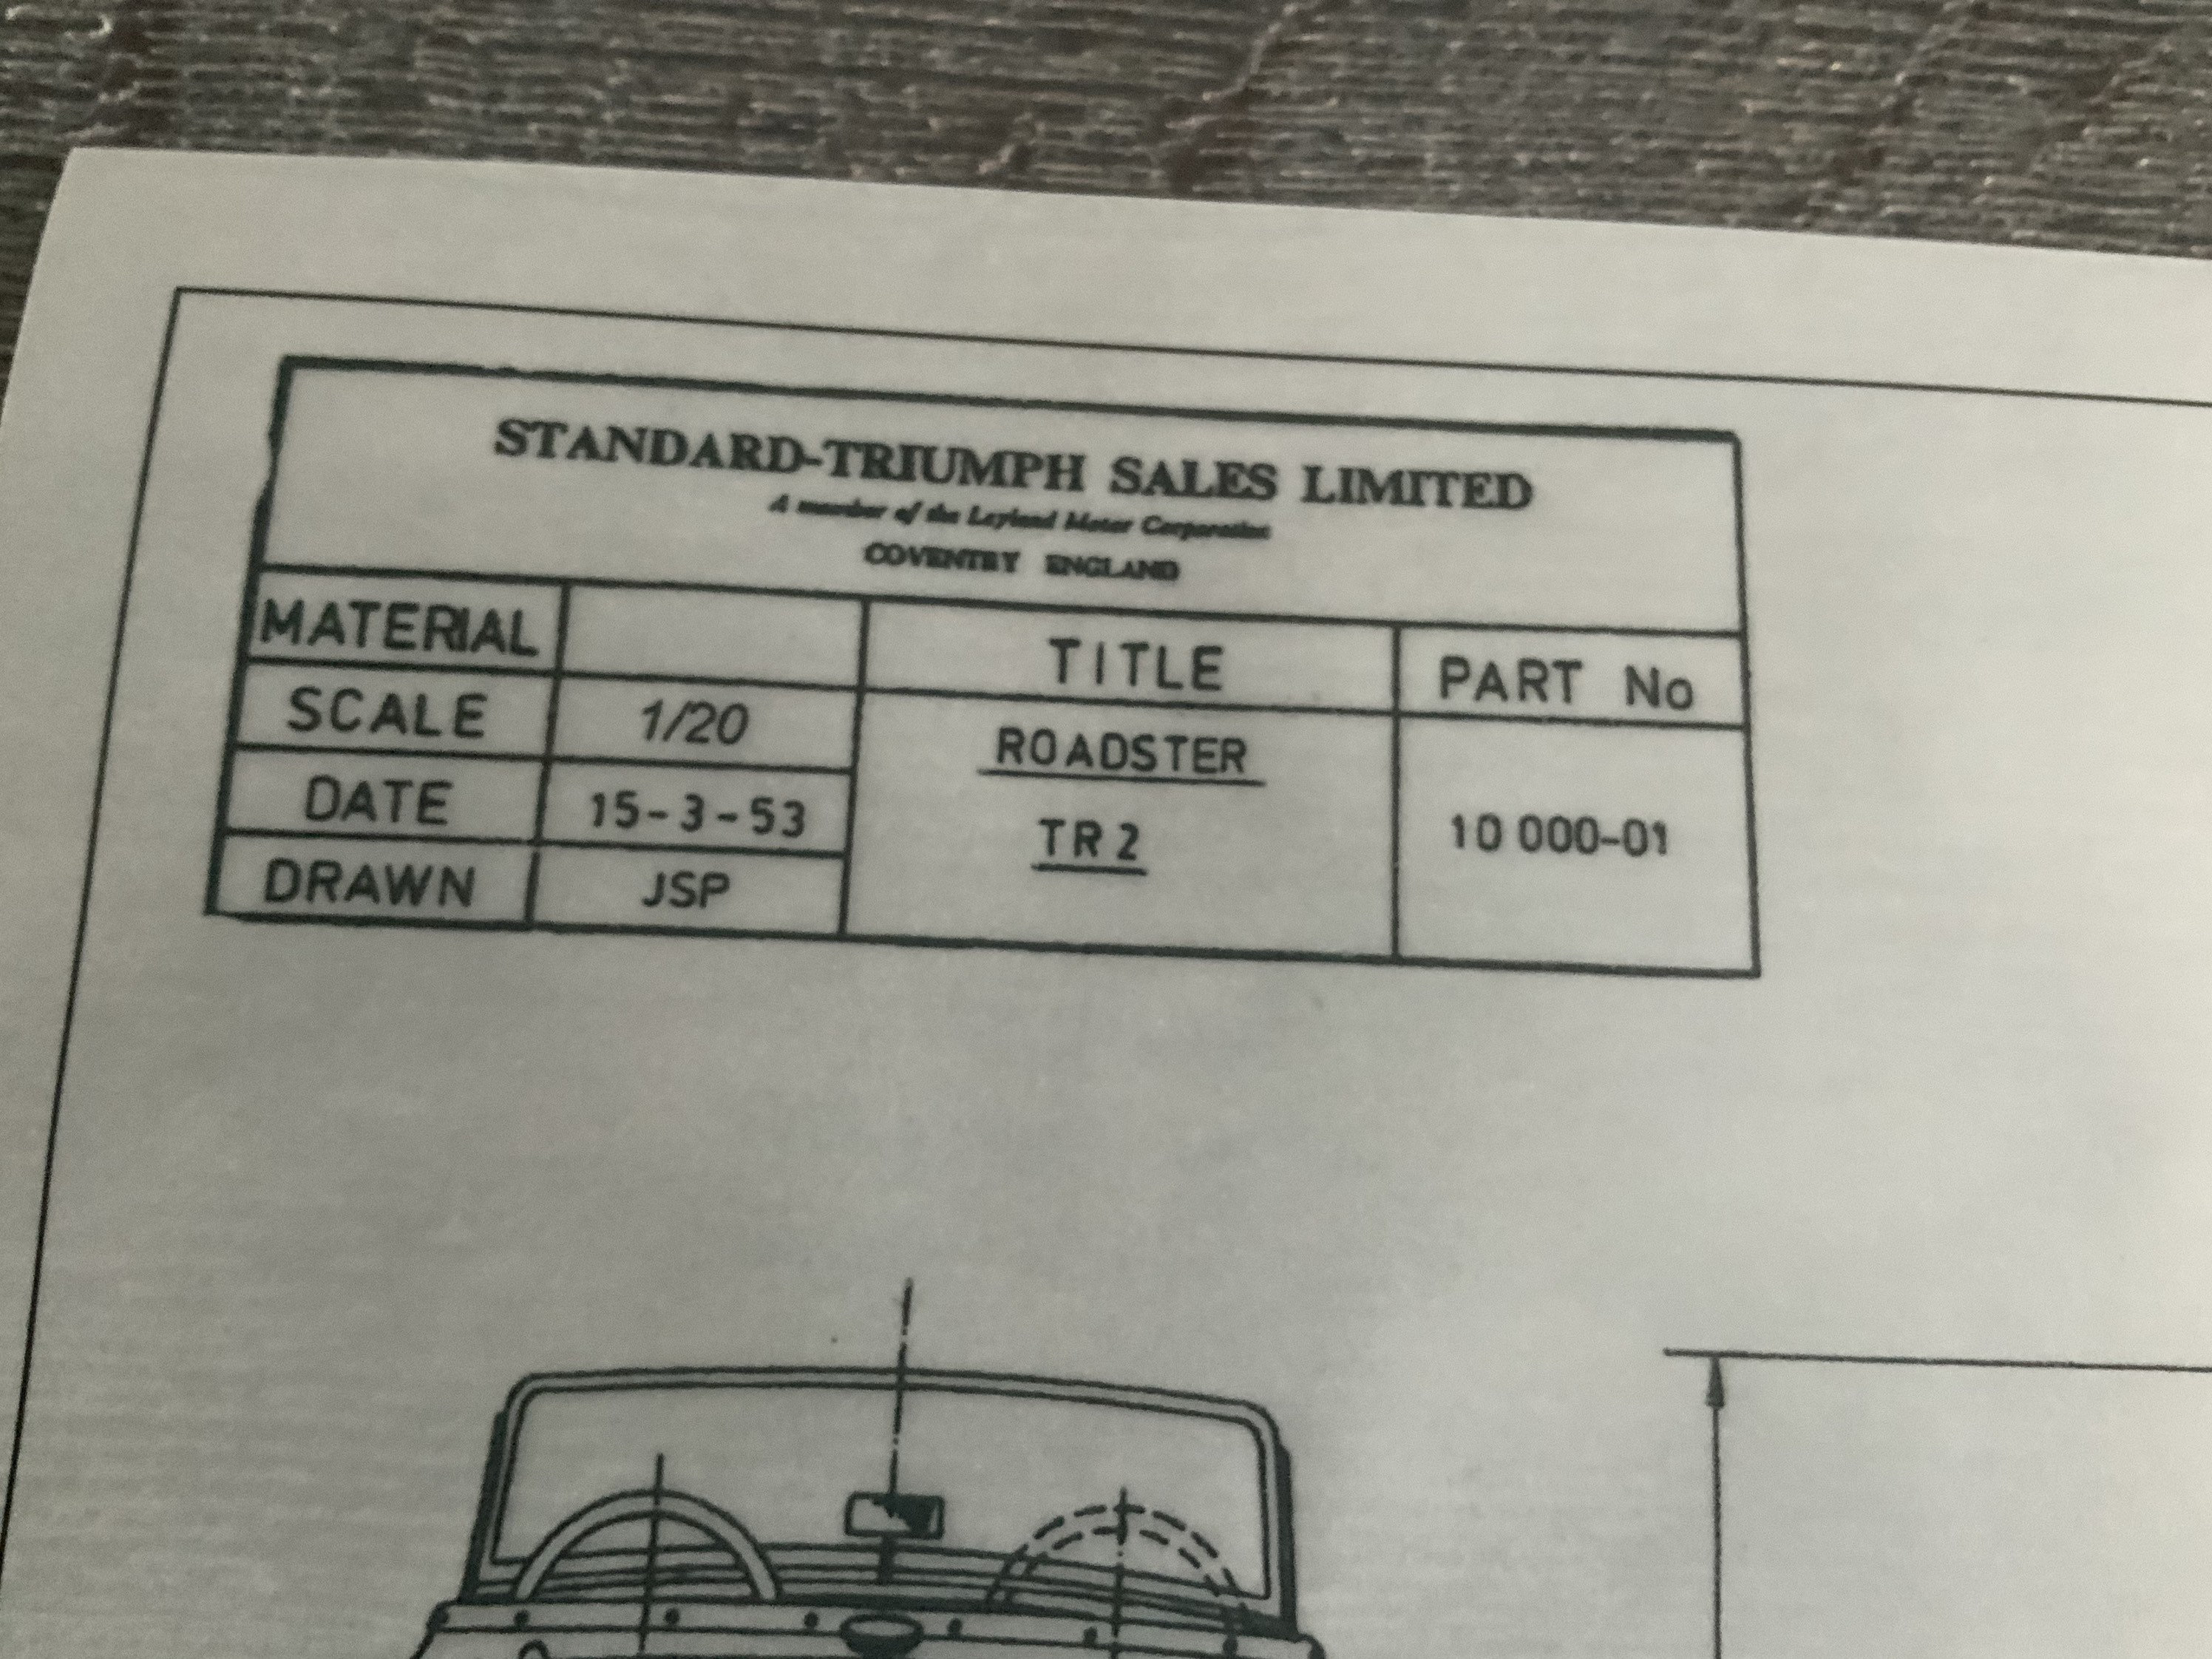 STANDARD-TRIUMPH SALES LIMITED
A member of the Leyland Motor Corporation
COVENTRY ENGLAND
MATERIAL
TITLE
PART No
SCALE
1/20
ROADSTER
DATE
15-3-53
TR2
10 000-01
DRAWN
JSP